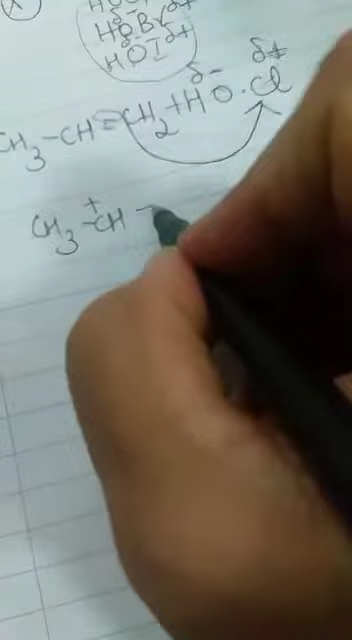 HOBr δ+
δ-
HOI δ+
δ- δ+
CH3-CH=CH2+HO.Cl
CH3-CH-
+